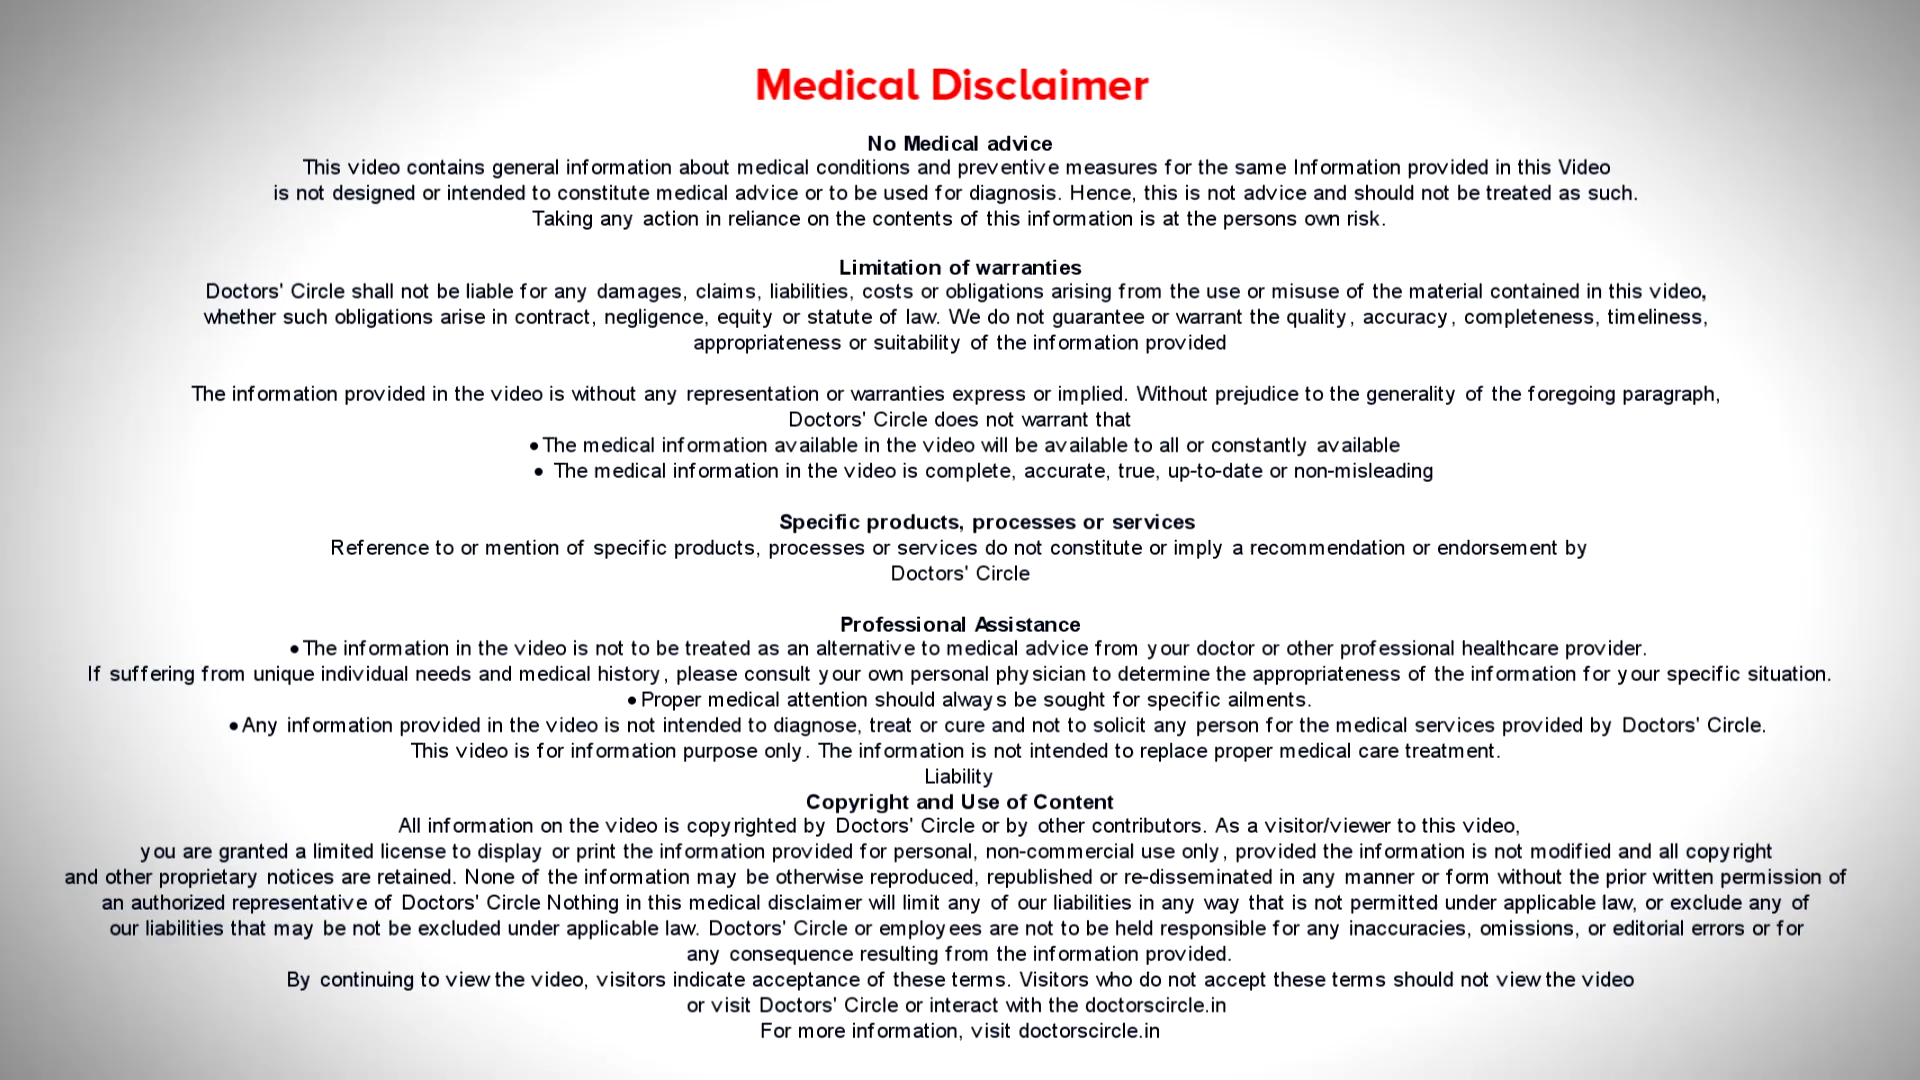 Medical Disclaimer
No Medical advice
This video contains general information about medical conditions and preventive measures for the same Information provided in this Video
is not designed or intended to constitute medical advice or to be used for diagnosis. Hence, this is not advice and should not be treated as such.
Taking any action in reliance on the contents of this information is at the persons own risk.
Limitation of warranties
Doctors' Circle shall not be liable for any damages, claims, liabilities, costs or obligations arising from the use or misuse of the material contained in this video,
whether such obligations arise in contract, negligence, equity or statute of law. We do not guarantee or warrant the quality, accuracy, completeness, timeliness,
appropriateness or suitability of the information provided
The information provided in the video is without any representation or warranties express or implied. Without prejudice to the generality of the foregoing paragraph,
Doctors' Circle does not warrant that
• The medical information available in the video will be available to all or constantly available
• The medical information in the video is complete, accurate, true, up-to-date or non-misleading
Specific products, processes or services
Reference to or mention of specific products, processes or services do not constitute or imply a recommendation or endorsement by
Doctors' Circle
Professional Assistance
• The information in the video is not to be treated as an alternative to medical advice from your doctor or other professional healthcare provider.
If suffering from unique individual needs and medical history, please consult your own personal physician to determine the appropriateness of the information for your specific situation.
• Proper medical attention should always be sought for specific ailments.
• Any information provided in the video is not intended to diagnose, treat or cure and not to solicit any person for the medical services provided by Doctors' Circle.
This video is for information purpose only. The information is not intended to replace proper medical care treatment.
Liability
Copyright and Use of Content
All information on the video is copyrighted by Doctors' Circle or by other contributors. As a visitor/viewer to this video,
you are granted a limited license to display or print the information provided for personal, non-commercial use only, provided the information is not modified and all copyright
and other proprietary notices are retained. None of the information may be otherwise reproduced, republished or re-disseminated in any manner or form without the prior written permission of
an authorized representative of Doctors' Circle Nothing in this medical disclaimer will limit any of our liabilities in any way that is not permitted under applicable law, or exclude any of
our liabilities that may be not be excluded under applicable law. Doctors' Circle or employees are not to be held responsible for any inaccuracies, omissions, or editorial errors or for
any consequence resulting from the information provided.
By continuing to view the video, visitors indicate acceptance of these terms. Visitors who do not accept these terms should not view the video
or visit Doctors' Circle or interact with the doctorscircle.in
For more information, visit doctorscircle.in